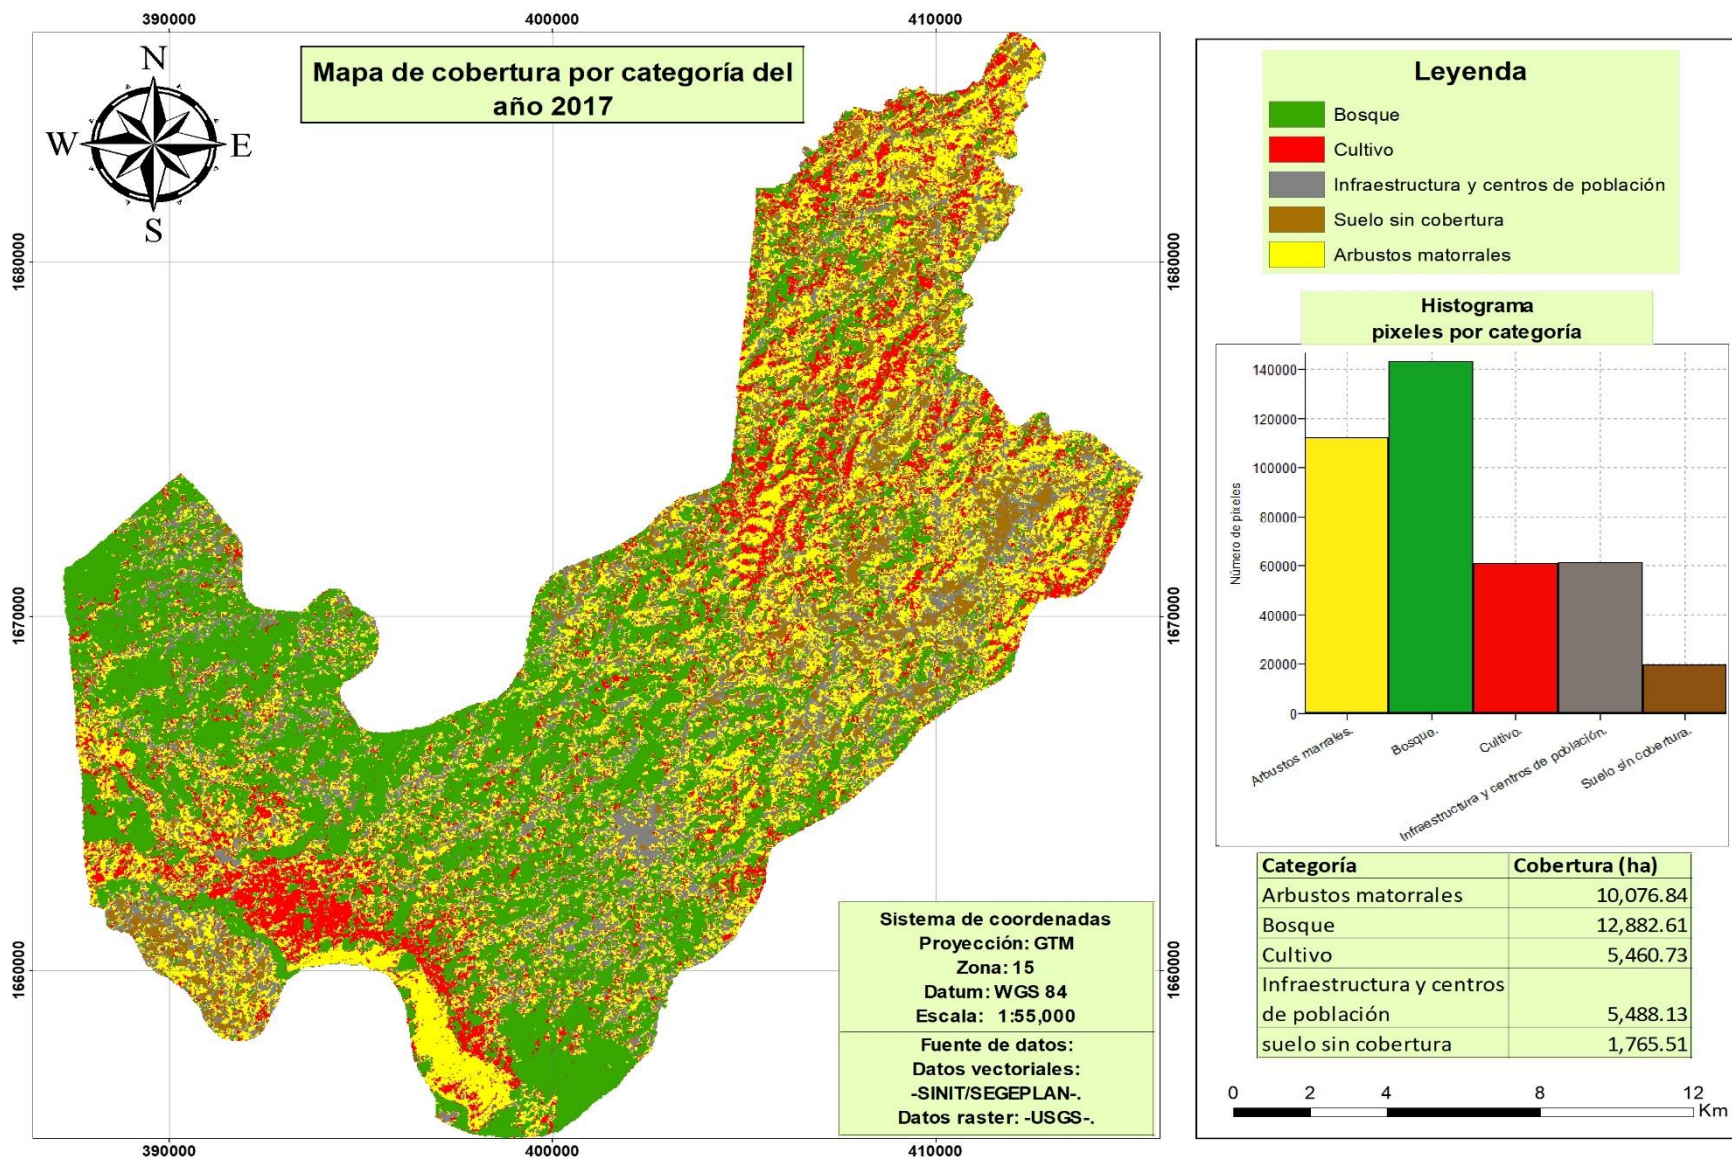 390000
400000
410000
Mapa de cobertura por categoría del
año 2017
N
W
E
S
1680000
1670000
1660000
1680000
1670000
1660000
390000
400000
410000
Sistema de coordenadas
Proyección: GTM
Zona: 15
Datum: WGS 84
Escala: 1:55,000
Fuente de datos:
Datos vectoriales:
-SINIT/SEGEPLAN-.
Datos raster: -USGS-.
Leyenda
Bosque
Cultivo
Infraestructura y centros de población
Suelo sin cobertura
Arbustos matorrales
Histograma
pixeles por categoría
Número de pixeles
140000
120000
100000
80000
60000
40000
20000
0
Arbustos marrales.
Bosque.
Cultivo.
Infraestructura y centros de población.
Suelo sin cobertura.
Categoría Cobertura (ha)
Arbustos matorrales 10,076.84
Bosque 12,882.61
Cultivo 5,460.73
Infraestructura y centros
de población 5,488.13
suelo sin cobertura 1,765.51
0 2 4 8 12
Km